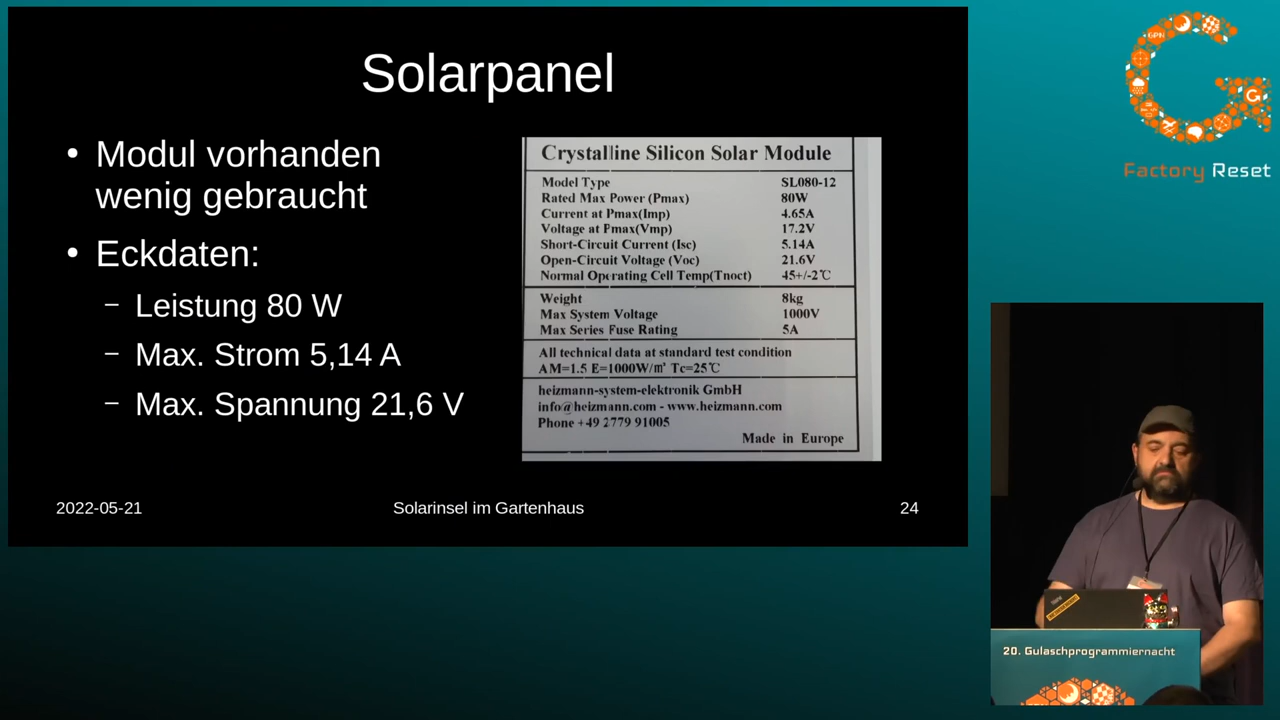 Solarpanel
• Modul vorhanden
wenig gebraucht
• Eckdaten:
– Leistung 80 W
– Max. Strom 5,14 A
– Max. Spannung 21,6 V
Crystalline Silicon Solar Module
Model Type SL080-12
Rated Max Power (Pmax) 80W
Current at Pmax(Imp) 4.65A
Voltage at Pmax(Vmp) 17.2V
Short-Circuit Current (Isc) 5.14A
Open-Circuit Voltage (Voc) 21.6V
Normal Operating Cell Temp(Tnoct) 45+/-2℃
Weight 8kg
Max System Voltage 1000V
Max Series Fuse Rating 5A
All technical data at standard test condition
AM=1.5 E=1000W/㎡ Tc=25℃
heizmann-system-elektronik GmbH
info@heizmann.com - www.heizmann.com
Phone +49 2779 91005
Made in Europe
2022-05-21 Solarinsel im Gartenhaus 24
GPN
Factory Reset
20. Gulaschprogrammiernacht